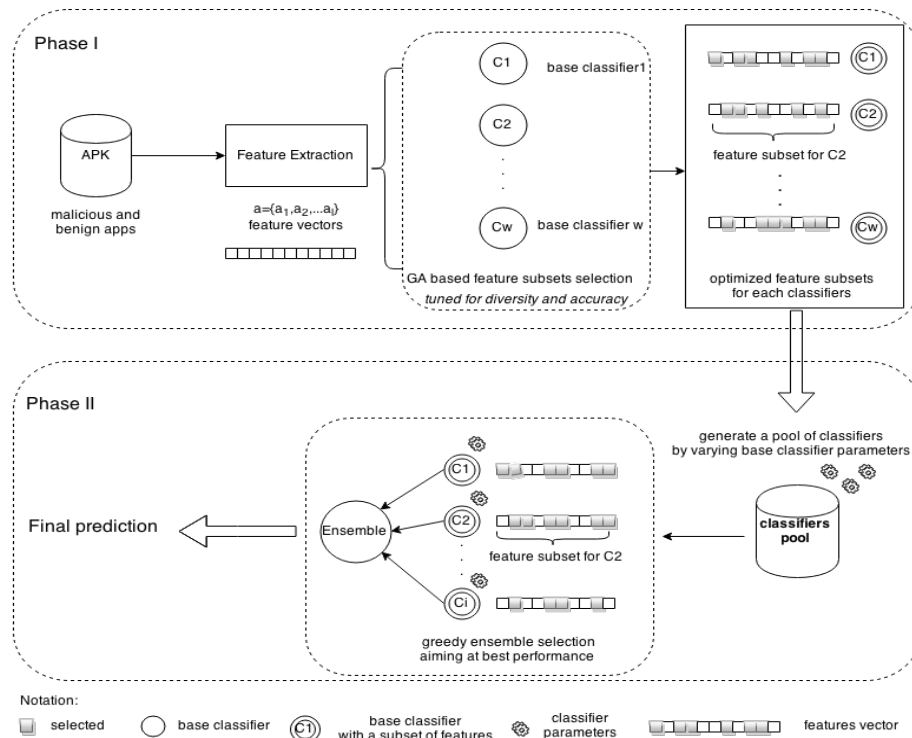 Phase I
APK
malicious and
benign apps
Feature Extraction
a={a1,a2,...al}
feature vectors
C1
base classifier1
C2
Cw
base classifier w
GA based feature subsets selection
tuned for diversity and accuracy
C1
C2
feature subset for C2
Cw
optimized feature subsets
for each classifiers
Phase II
generate a pool of classifiers
by varying base classifier parameters
classifiers
pool
C1
C2
feature subset for C2
Ci
greedy ensemble selection
aiming at best performance
Ensemble
Final prediction
Notation:
selected
base classifier
C1
base classifier
with a subset of features
classifier
parameters
features vector